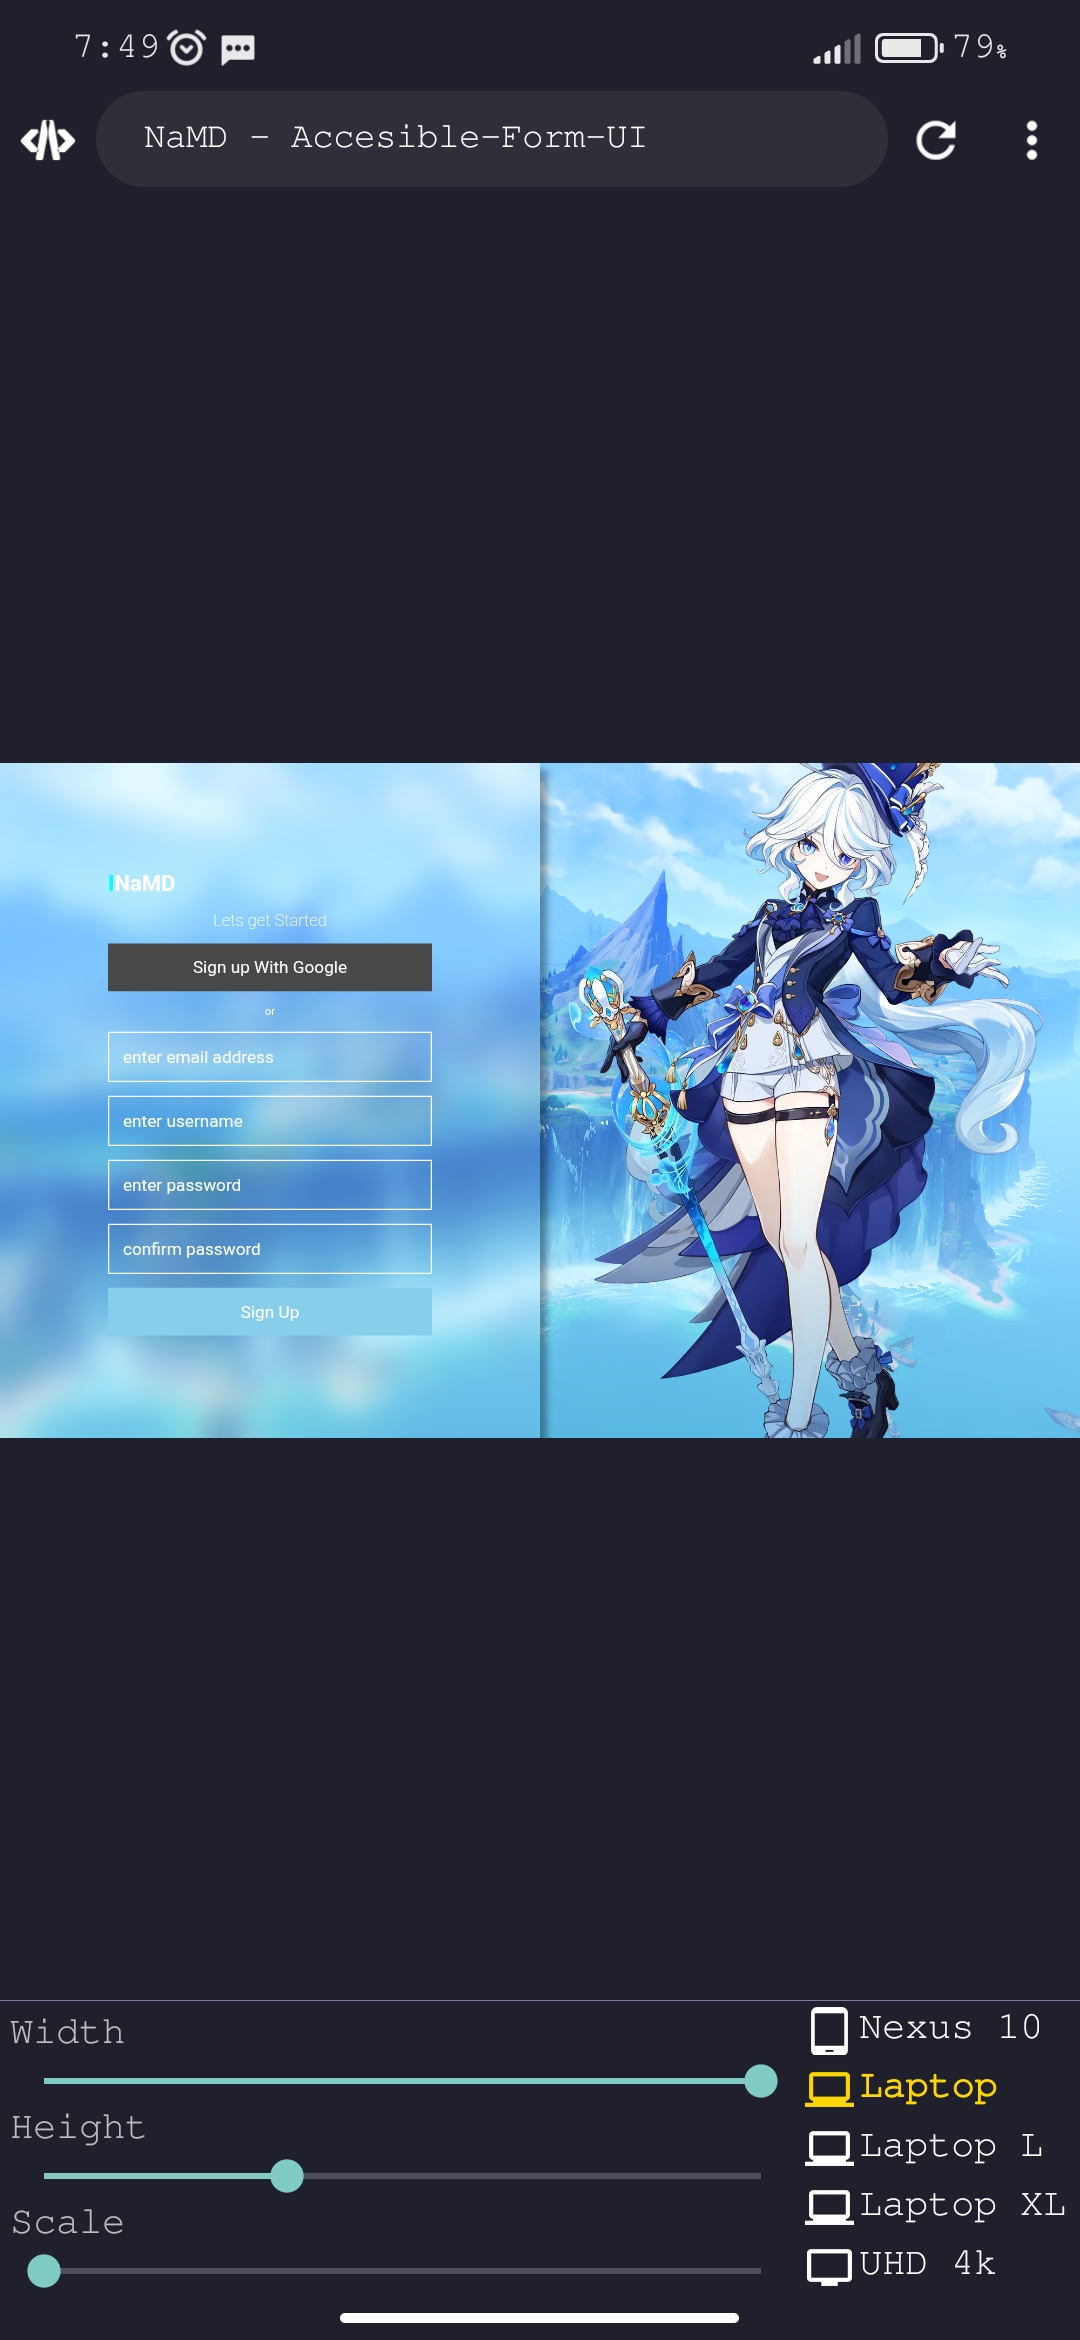 7:49
79%
NaMD - Accesible-Form-UI
NaMD
Lets get Started
Sign up With Google
or
enter email address
enter username
enter password
confirm password
Sign Up
Width
Height
Scale
Nexus 10
Laptop
Laptop L
Laptop XL
UHD 4k